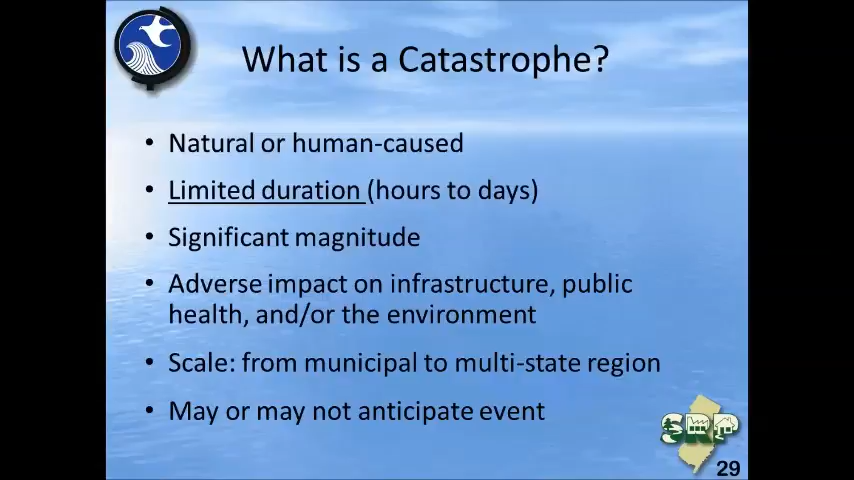 What is a Catastrophe?
• Natural or human-caused
• Limited duration (hours to days)
• Significant magnitude
• Adverse impact on infrastructure, public
health, and/or the environment
• Scale: from municipal to multi-state region
• May or may not anticipate event
SRP
29